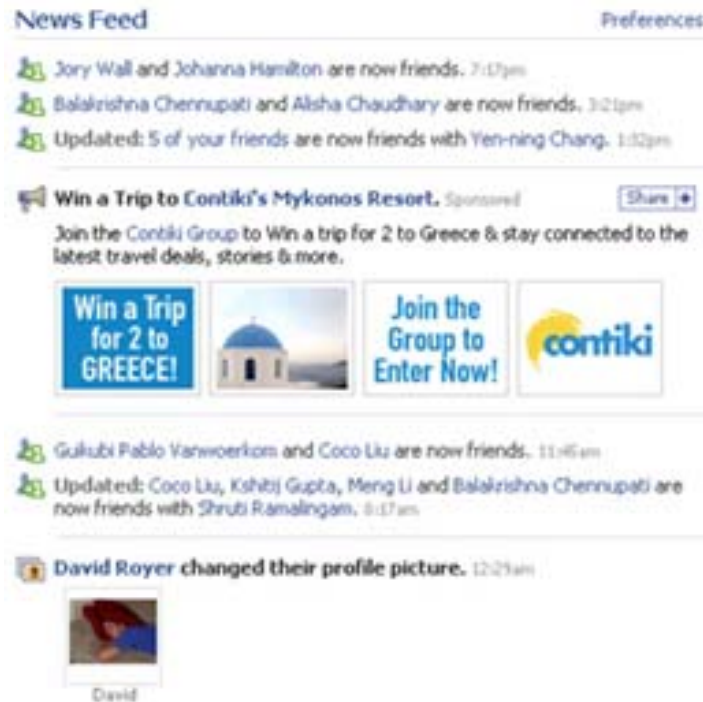 News Feed
Preferences
Jory Wall and Johanna Hamilton are now friends. 7:17pm
Balakrishna Chennupati and Alisha Chaudhary are now friends. 3:21pm
Updated: 5 of your friends are now friends with Yen-ning Chang. 1:32pm
Win a Trip to Contiki's Mykonos Resort. Sponsored
Share +
Join the Contiki Group to Win a trip for 2 to Greece & stay connected to the
latest travel deals, stories & more.
Win a Trip
for 2 to
GREECE!
Join the
Group to
Enter Now!
contiki
Guikubi Pablo Vanwoerkom and Coco Liu are now friends. 11:45am
Updated: Coco Liu, Kshitij Gupta, Meng Li and Balakrishna Chennupati are
now friends with Shruti Ramalingam. 8:17am
David Royer changed their profile picture. 12:29am
David